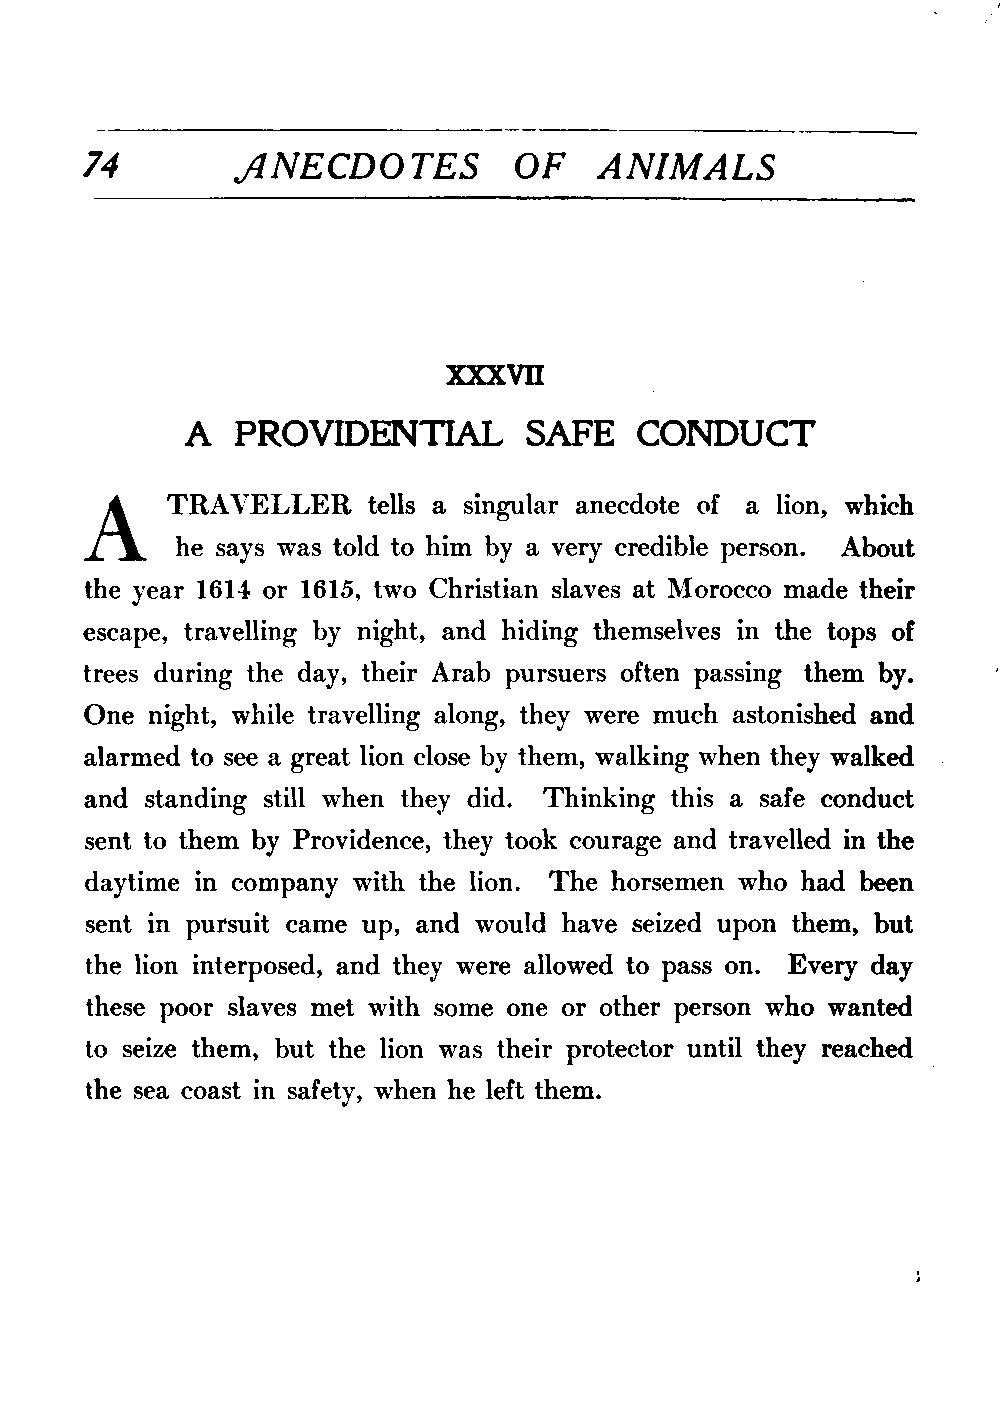 74 ANECDOTES OF ANIMALS
XXXVII
A PROVIDENTIAL SAFE CONDUCT
A TRAVELLER tells a singular anecdote of a lion, which
he says was told to him by a very credible person. About
the year 1614 or 1615, two Christian slaves at Morocco made their
escape, travelling by night, and hiding themselves in the tops of
trees during the day, their Arab pursuers often passing them by.
One night, while travelling along, they were much astonished and
alarmed to see a great lion close by them, walking when they walked
and standing still when they did. Thinking this a safe conduct
sent to them by Providence, they took courage and travelled in the
daytime in company with the lion. The horsemen who had been
sent in pursuit came up, and would have seized upon them, but
the lion interposed, and they were allowed to pass on. Every day
these poor slaves met with some one or other person who wanted
to seize them, but the lion was their protector until they reached
the sea coast in safety, when he left them.